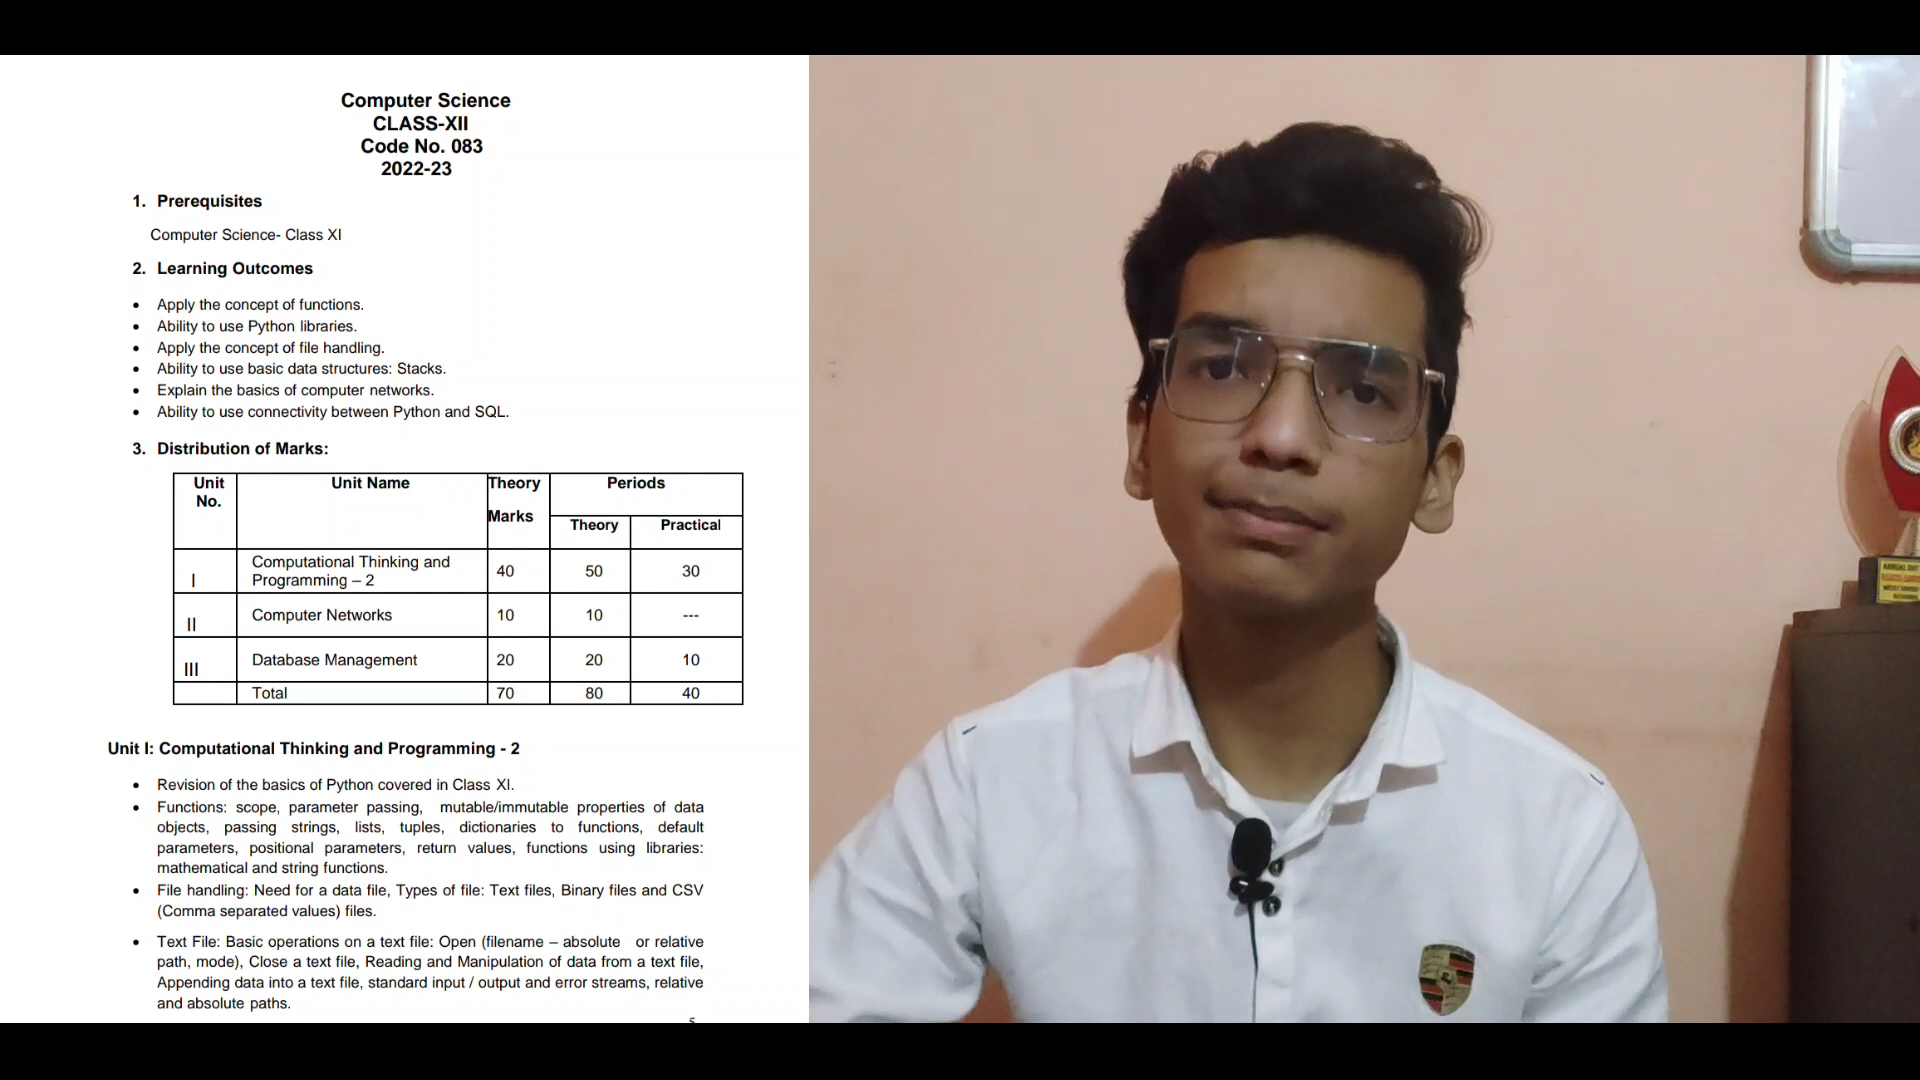 Computer Science
CLASS-XII
Code No. 083
2022-23
1. Prerequisites
Computer Science- Class XI
2. Learning Outcomes
• Apply the concept of functions.
• Ability to use Python libraries.
• Apply the concept of file handling.
• Ability to use basic data structures: Stacks.
• Explain the basics of computer networks.
• Ability to use connectivity between Python and SQL.
3. Distribution of Marks:
Unit No. Unit Name Theory Marks Periods
Theory Practical
I Computational Thinking and Programming – 2 40 50 30
II Computer Networks 10 10 ---
III Database Management 20 20 10
Total 70 80 40
Unit I: Computational Thinking and Programming - 2
• Revision of the basics of Python covered in Class XI.
• Functions: scope, parameter passing, mutable/immutable properties of data
objects, passing strings, lists, tuples, dictionaries to functions, default
parameters, positional parameters, return values, functions using libraries:
mathematical and string functions.
• File handling: Need for a data file, Types of file: Text files, Binary files and CSV
(Comma separated values) files.
• Text File: Basic operations on a text file: Open (filename – absolute or relative
path, mode), Close a text file, Reading and Manipulation of data from a text file,
Appending data into a text file, standard input / output and error streams, relative
and absolute paths.
ANNUAL DAY